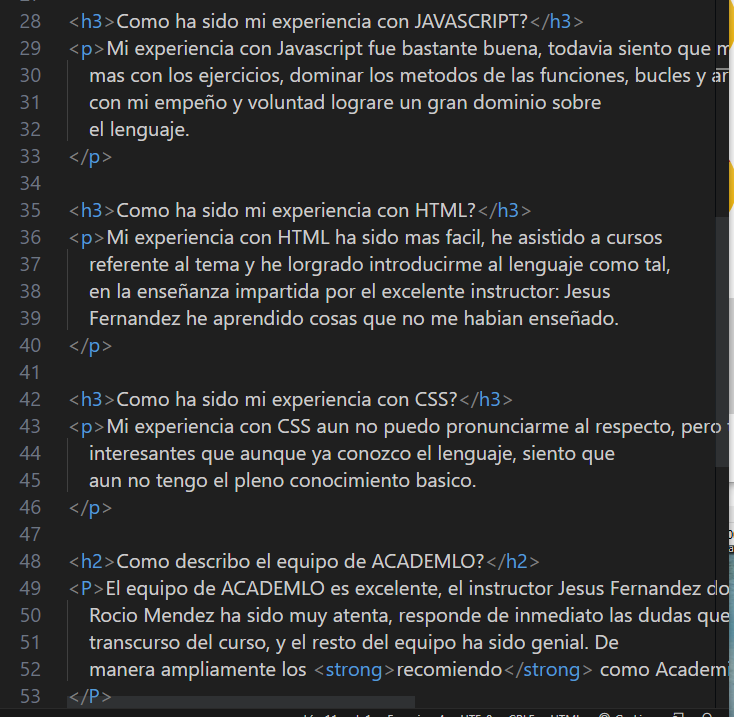 28 <h3>Como ha sido mi experiencia con JAVASCRIPT?</h3>
29 <p>Mi experiencia con Javascript fue bastante buena, todavia siento que
30 mas con los ejercicios, dominar los metodos de las funciones, bucles y
31 con mi empeño y voluntad lograre un gran dominio sobre
32 el lenguaje.
33 </p>
34
35 <h3>Como ha sido mi experiencia con HTML?</h3>
36 <p>Mi experiencia con HTML ha sido mas facil, he asistido a cursos
37 referente al tema y he lorgrado introducirme al lenguaje como tal,
38 en la enseñanza impartida por el excelente instructor: Jesus
39 Fernandez he aprendido cosas que no me habian enseñado.
40 </p>
41
42 <h3>Como ha sido mi experiencia con CSS?</h3>
43 <p>Mi experiencia con CSS aun no puedo pronunciarme al respecto, pero
44 interesantes que aunque ya conozco el lenguaje, siento que
45 aun no tengo el pleno conocimiento basico.
46 </p>
47
48 <h2>Como describo el equipo de ACADEMLO?</h2>
49 <P>El equipo de ACADEMLO es excelente, el instructor Jesus Fernandez
50 Rocio Mendez ha sido muy atenta, responde de inmediato las dudas que
51 transcurso del curso, y el resto del equipo ha sido genial. De
52 manera ampliamente los <strong>recomiendo</strong> como
53 </P>